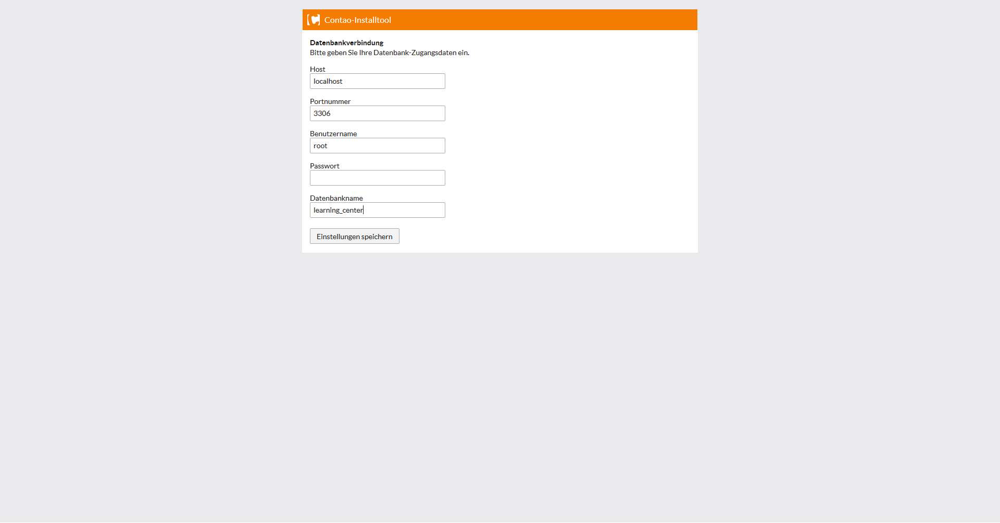 Contao-Installtool
Datenbankverbindung
Bitte geben Sie Ihre Datenbank-Zugangsdaten ein.
Host
localhost
Portnummer
3306
Benutzername
root
Passwort
Datenbankname
learning_center
Einstellungen speichern